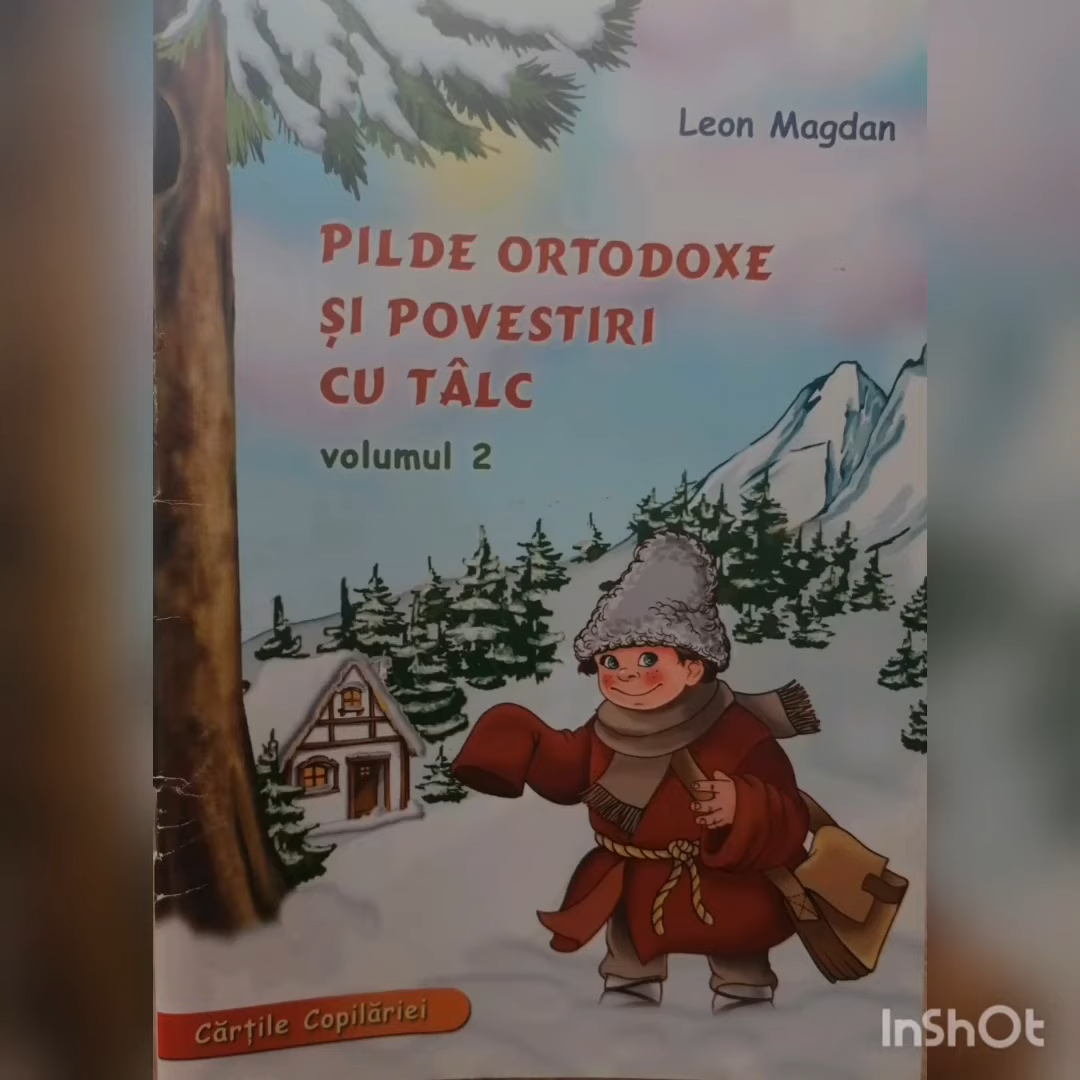 Leon Magdan
PILDE ORTODOXE
ȘI POVESTIRI
CU TÂLC
volumul 2
Cărțile Copilăriei
InShOt